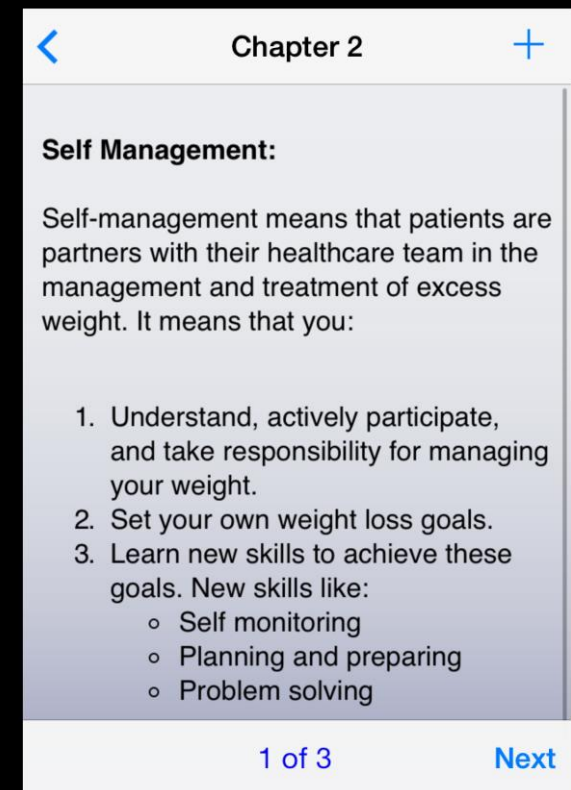 Chapter 2
Self Management:
Self-management means that patients are
partners with their healthcare team in the
management and treatment of excess
weight. It means that you:
1. Understand, actively participate,
and take responsibility for managing
your weight.
2. Set your own weight loss goals.
3. Learn new skills to achieve these
goals. New skills like:
Self monitoring
Planning and preparing
Problem solving
1 of 3 Next